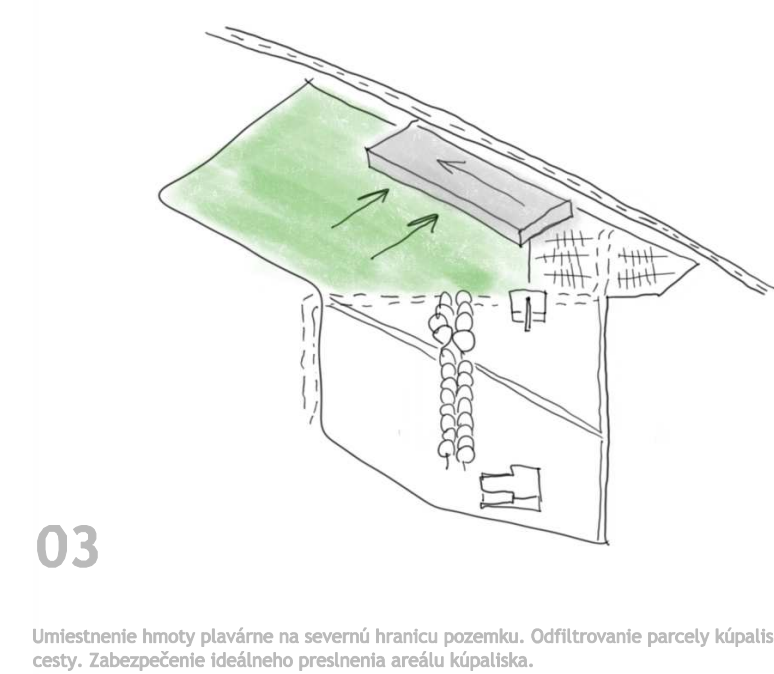 03
Umiestnenie hmoty plavárne na severnú hranicu pozemku. Odfiltrovanie parcely kúpalis
cesty. Zabezpečenie ideálneho preslnenia areálu kúpaliska.